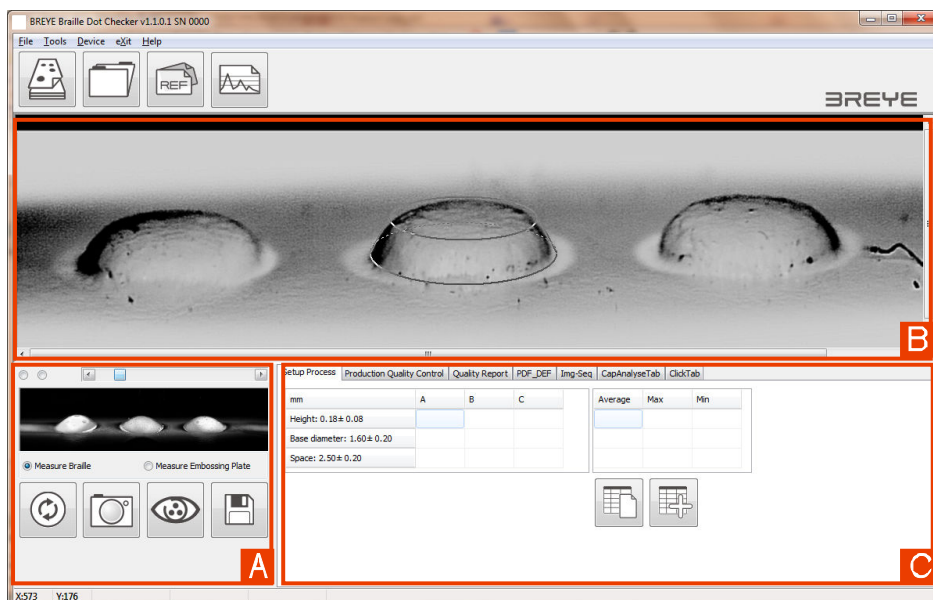 BREYE Braille Dot Checker v1.1.0.1 SN 0000
File Tools Device eXit Help
REF
BREYE
B
Setup Process Production Quality Control Quality Report PDF_DEF Img-Seq CapAnalyseTab ClickTab
mm A B C Average Max Min
Height: 0.18± 0.08
Base diameter: 1.60± 0.20
Space: 2.50± 0.20
Measure Braille Measure Embossing Plate
A
C
X:573 Y:176